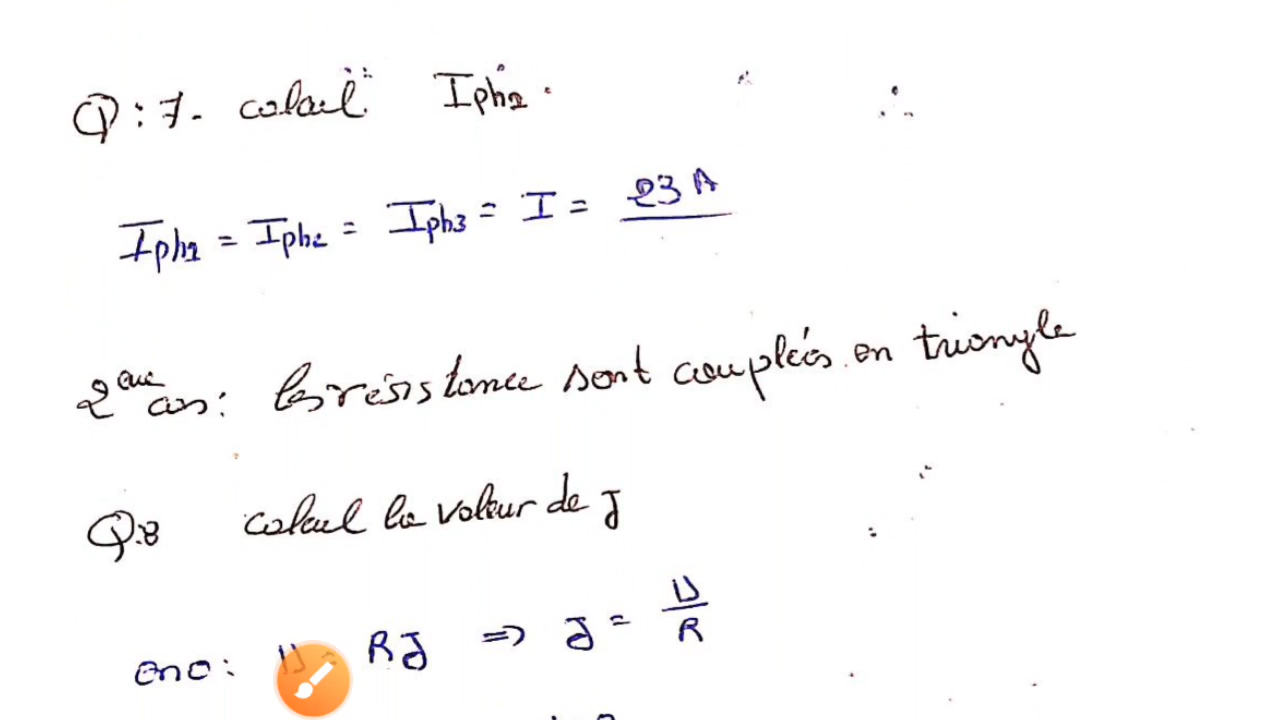 Q:7. calcul Iph1.
Iph1 = Iph2 = Iph3 = I = 23 A
2eme cas: les résistance sont couplées en triangle
Q:8 calcul la valeur de J
on a: U = RJ => J = U/R